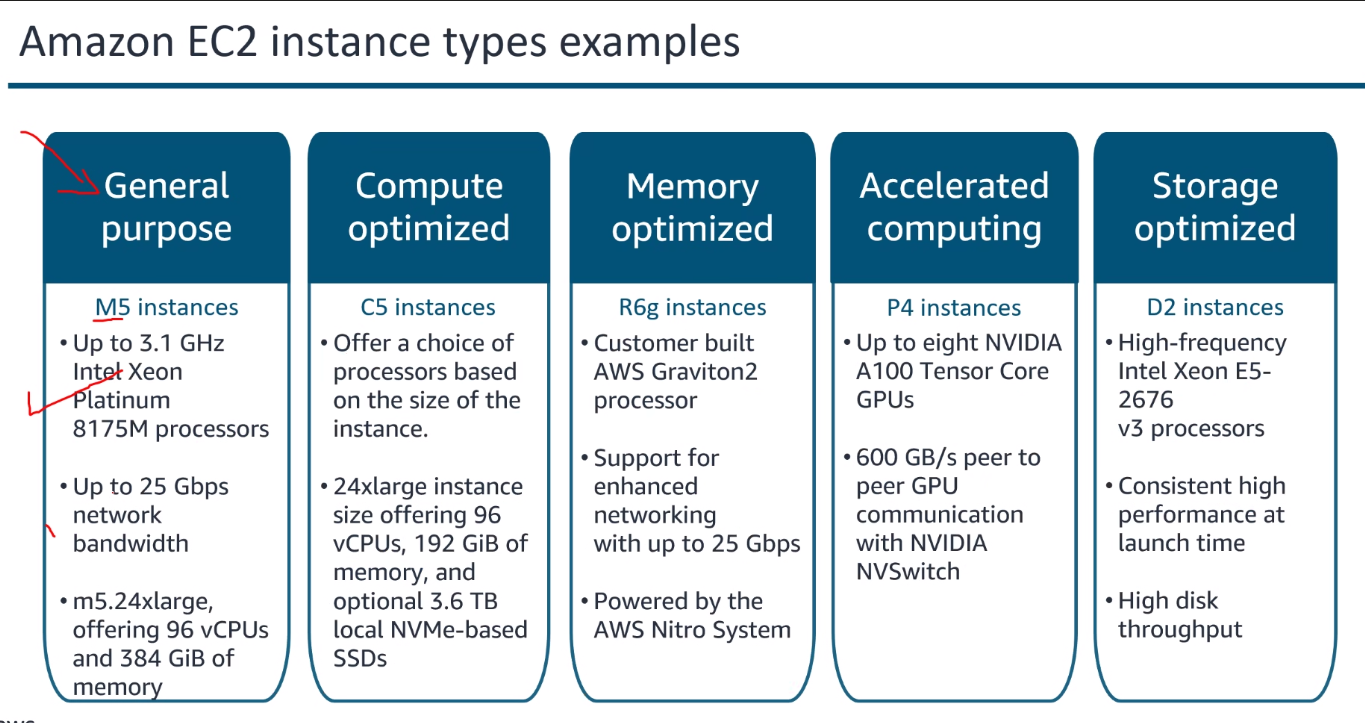 Amazon EC2 instance types examples
General
purpose
M5 instances
• Up to 3.1 GHz
Intel Xeon
Platinum
8175M processors
• Up to 25 Gbps
network
bandwidth
• m5.24xlarge,
offering 96 vCPUs
and 384 GiB of
memory
Compute
optimized
C5 instances
• Offer a choice of
processors based
on the size of the
instance.
• 24xlarge instance
size offering 96
vCPUs, 192 GiB of
memory, and
optional 3.6 TB
local NVMe-based
SSDs
Memory
optimized
R6g instances
• Customer built
AWS Graviton2
processor
• Support for
enhanced
networking
with up to 25 Gbps
• Powered by the
AWS Nitro System
Accelerated
computing
P4 instances
• Up to eight NVIDIA
A100 Tensor Core
GPUs
• 600 GB/s peer to
peer GPU
communication
with NVIDIA
NVSwitch
Storage
optimized
D2 instances
• High-frequency
Intel Xeon E5-
2676
v3 processors
• Consistent high
performance at
launch time
• High disk
throughput